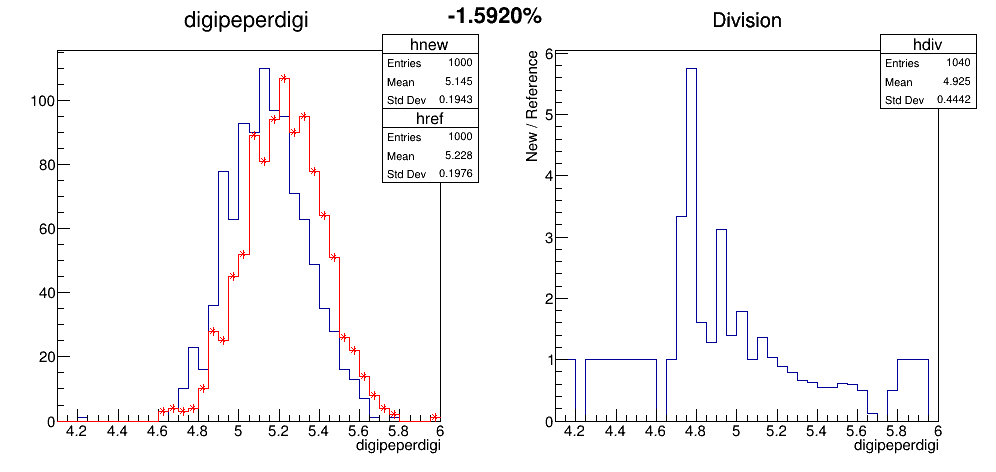 -1.5920%
digipeperdigi
hnew
Entries 1000
Mean 5.145
Std Dev 0.1943
href
Entries 1000
Mean 5.228
Std Dev 0.1976
100
80
60
40
20
0
4.2 4.4 4.6 4.8 5 5.2 5.4 5.6 5.8 6
digipeperdigi
Division
hdiv
Entries 1040
Mean 4.925
Std Dev 0.4442
New / Reference
6
5
4
3
2
1
0
4.2 4.4 4.6 4.8 5 5.2 5.4 5.6 5.8 6
digipeperdigi